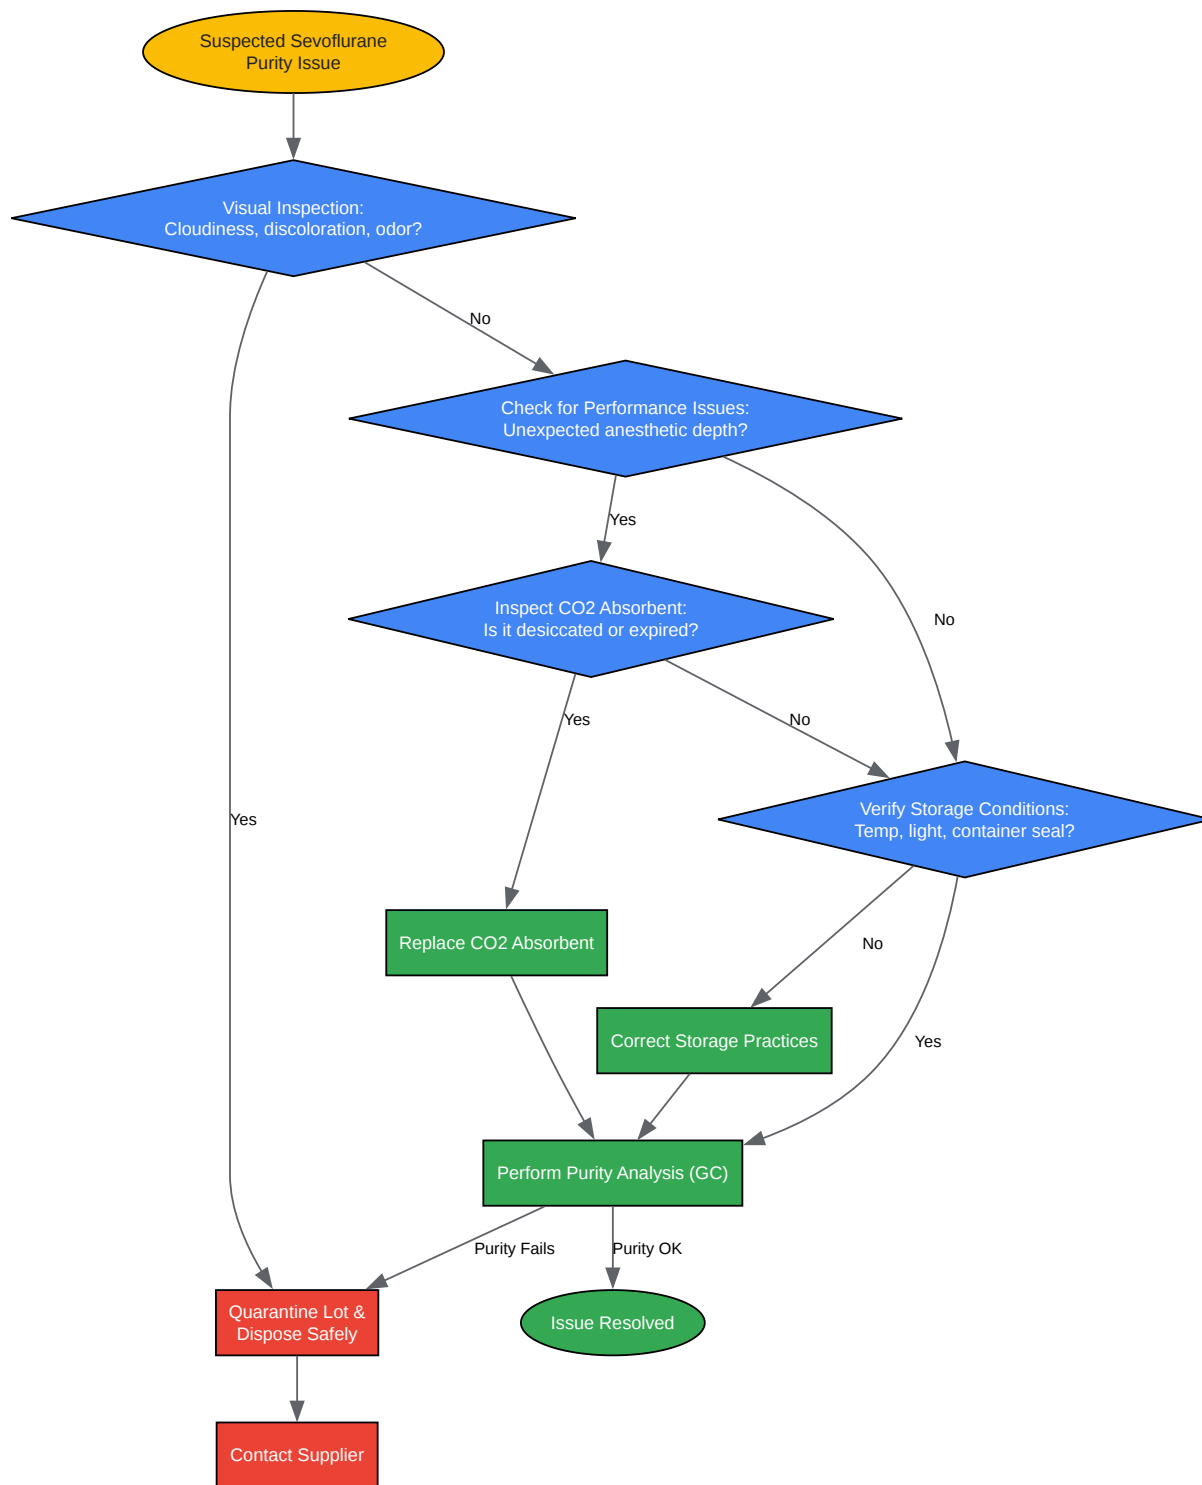 Suspected Sevoflurane
Purity Issue
Visual Inspection:
Cloudiness, discoloration, odor?
No
Check for Performance Issues:
Unexpected anesthetic depth?
Yes
Inspect CO2 Absorbent:
Is it desiccated or expired?
No
Yes
No
Verify Storage Conditions:
Temp, light, container seal?
Yes
Replace CO2 Absorbent
No
Correct Storage Practices
Yes
Perform Purity Analysis (GC)
Purity Fails
Purity OK
Quarantine Lot &
Dispose Safely
Issue Resolved
Contact Supplier